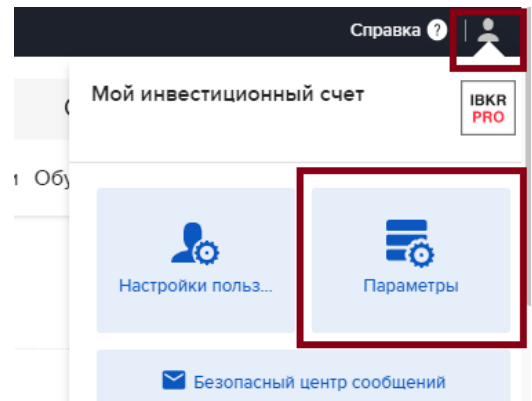 Справка ?
Мой инвестиционный счет
IBKR
PRO
Обу
Настройки польз...
Параметры
Безопасный центр сообщений